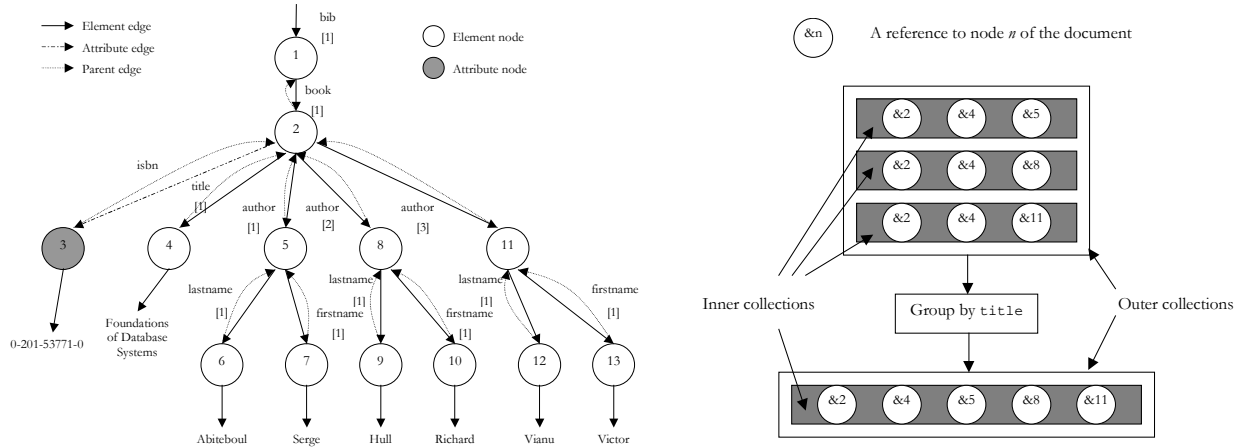 Element edge
Attribute edge
Parent edge
bib
[1]
Element node
Attribute node
1
book
[1]
2
isbn
title
[1]
author
[1]
author
[2]
author
[3]
3
4
5
8
11
lastname
[1]
firstname
[1]
lastname
[1]
firstname
[1]
lastname
[1]
firstname
[1]
0-201-53771-0
Foundations
of Database
Systems
6
7
9
10
12
13
Abiteboul
Serge
Hull
Richard
Vianu
Victor
&n
A reference to node n of the document
&2 &4 &5
&2 &4 &8
&2 &4 &11
Inner collections
Group by title
Outer collections
&2 &4 &5 &8 &11